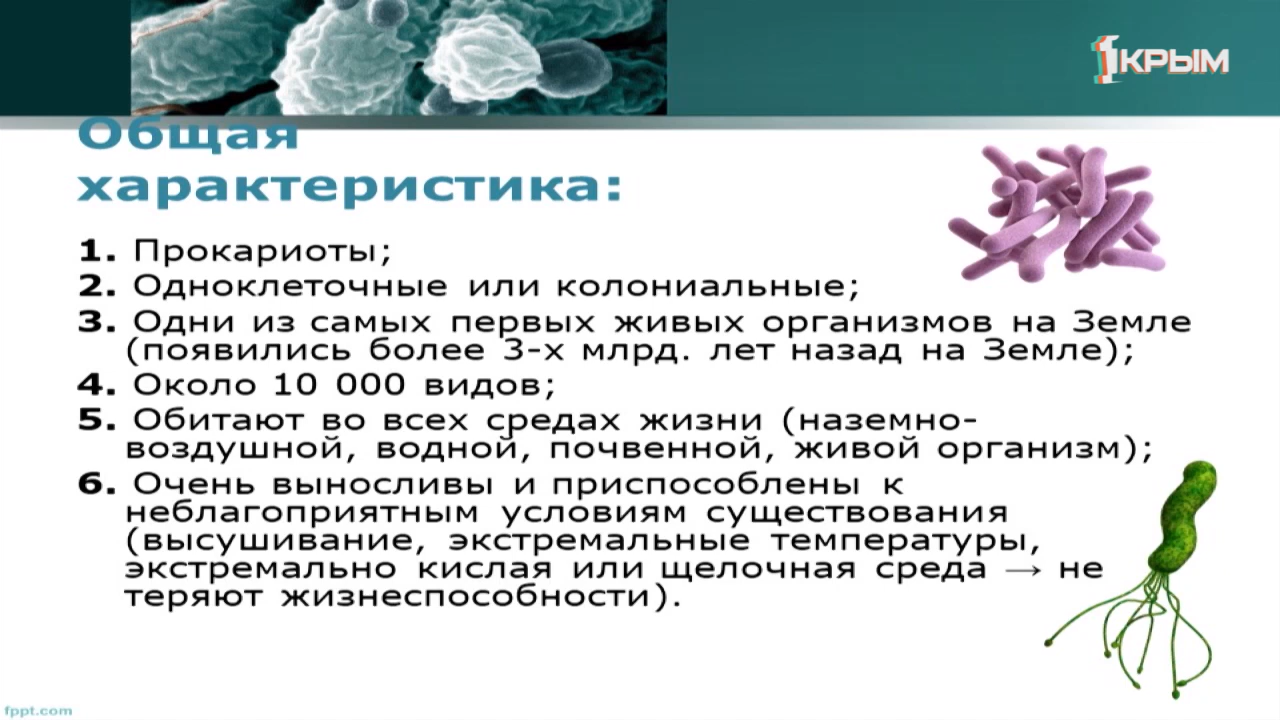 1КРЫМ
Общая
характеристика:
1. Прокариоты;
2. Одноклеточные или колониальные;
3. Одни из самых первых живых организмов на Земле
(появились более 3-х млрд. лет назад на Земле);
4. Около 10 000 видов;
5. Обитают во всех средах жизни (наземно-
воздушной, водной, почвенной, живой организм);
6. Очень выносливы и приспособлены к
неблагоприятным условиям существования
(высушивание, экстремальные температуры,
экстремально кислая или щелочная среда → не
теряют жизнеспособности).
fppt.com